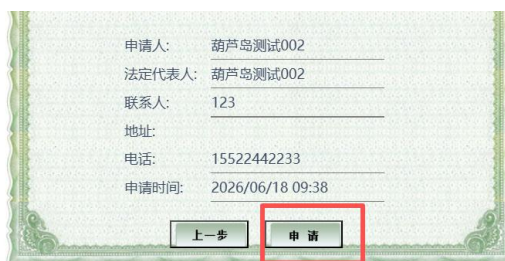 申请人: 葫芦岛测试002
法定代表人: 葫芦岛测试002
联系人: 123
地址:
电话: 15522442233
申请时间: 2026/06/18 09:38
上一步 申 请